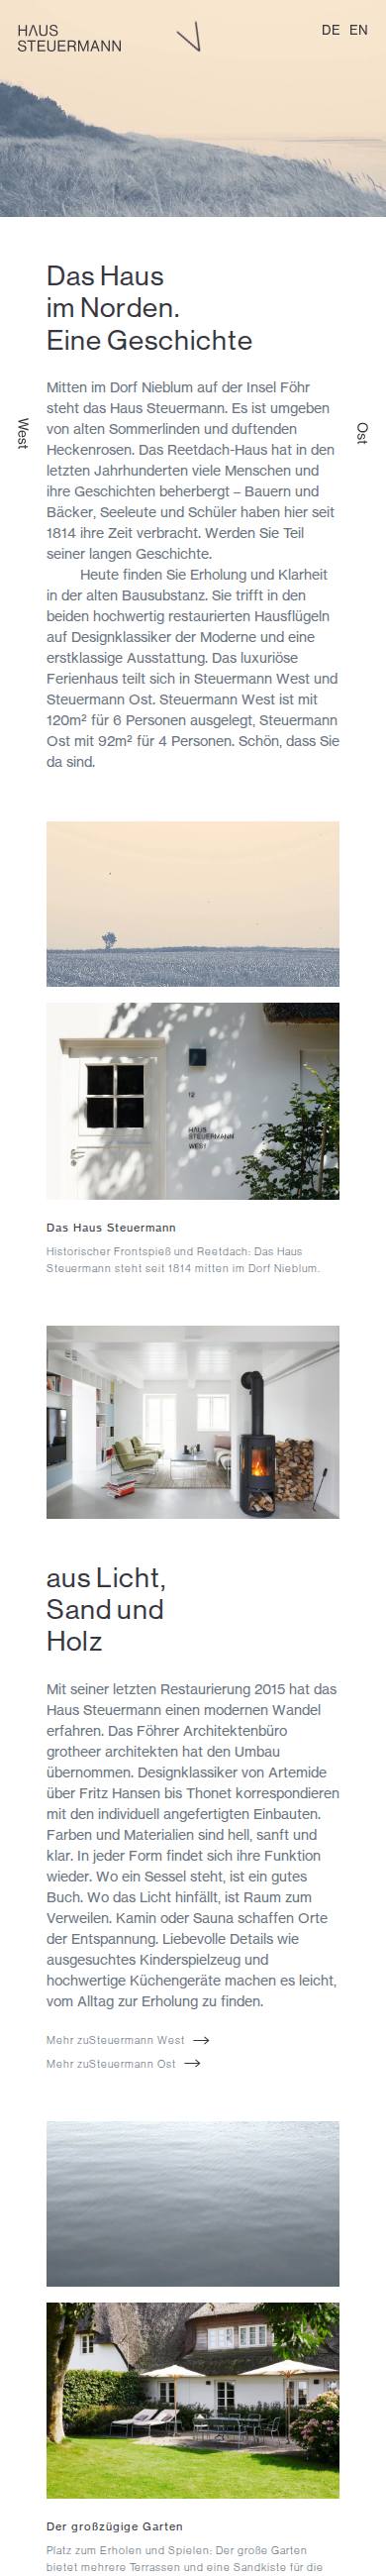 HAUS
STEUERMANN
DE EN
Das Haus
im Norden.
Eine Geschichte
West
Ost
Mitten im Dorf Nieblum auf der Insel Föhr
steht das Haus Steuermann. Es ist umgeben
von alten Sommerlinden und duftenden
Heckenrosen. Das Reetdach-Haus hat in den
letzten Jahrhunderten viele Menschen und
ihre Geschichten beherbergt – Bauern und
Bäcker, Seeleute und Schüler haben hier seit
1814 ihre Zeit verbracht. Werden Sie Teil
seiner langen Geschichte.
Heute finden Sie Erholung und Klarheit
in der alten Bausubstanz. Sie trifft in den
beiden hochwertig restaurierten Hausflügeln
auf Designklassiker der Moderne und eine
erstklassige Ausstattung. Das luxuriöse
Ferienhaus teilt sich in Steuermann West und
Steuermann Ost. Steuermann West ist mit
120m² für 6 Personen ausgelegt, Steuermann
Ost mit 92m² für 4 Personen. Schön, dass Sie
da sind.
12
HAUS
STEUERMANN
WEST
Das Haus Steuermann
Historischer Frontspieß und Reetdach: Das Haus
Steuermann steht seit 1814 mitten im Dorf Nieblum.
aus Licht,
Sand und
Holz
Mit seiner letzten Restaurierung 2015 hat das
Haus Steuermann einen modernen Wandel
erfahren. Das Föhrer Architektenbüro
grotheer architekten hat den Umbau
übernommen. Designklassiker von Artemide
über Fritz Hansen bis Thonet korrespondieren
mit den individuell angefertigten Einbauten.
Farben und Materialien sind hell, sanft und
klar. In jeder Form findet sich ihre Funktion
wieder. Wo ein Sessel steht, ist ein gutes
Buch. Wo das Licht hinfällt, ist Raum zum
Verweilen. Kamin oder Sauna schaffen Orte
der Entspannung. Liebevolle Details wie
ausgesuchtes Kinderspielzeug und
hochwertige Küchengeräte machen es leicht,
vom Alltag zur Erholung zu finden.
Mehr zuSteuermann West
Mehr zuSteuermann Ost
Der großzügige Garten
Platz zum Erholen und Spielen: Der große Garten
bietet mehrere Terrassen und eine Sandkiste für die